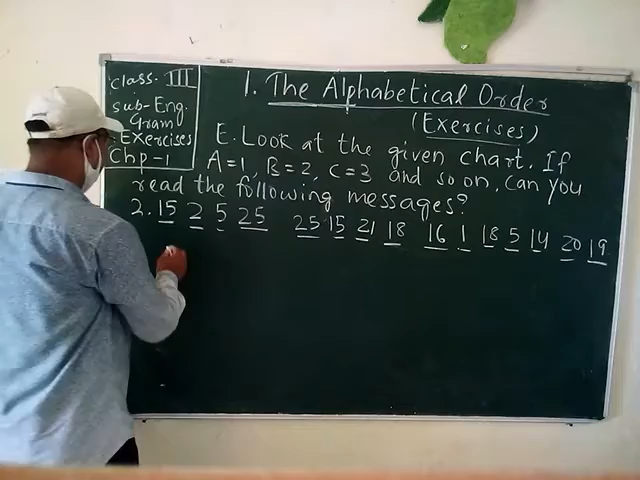 class. III
sub-Eng.
Gram
Exercises
Chp-1
1. The Alphabetical Order
(Exercises)
E. Look at the given chart. If
A=1, B=2, C=3 and so on, can you
read the following messages?
2. 15 2 5 25 25 15 21 18 16 1 18 5 14 20 19